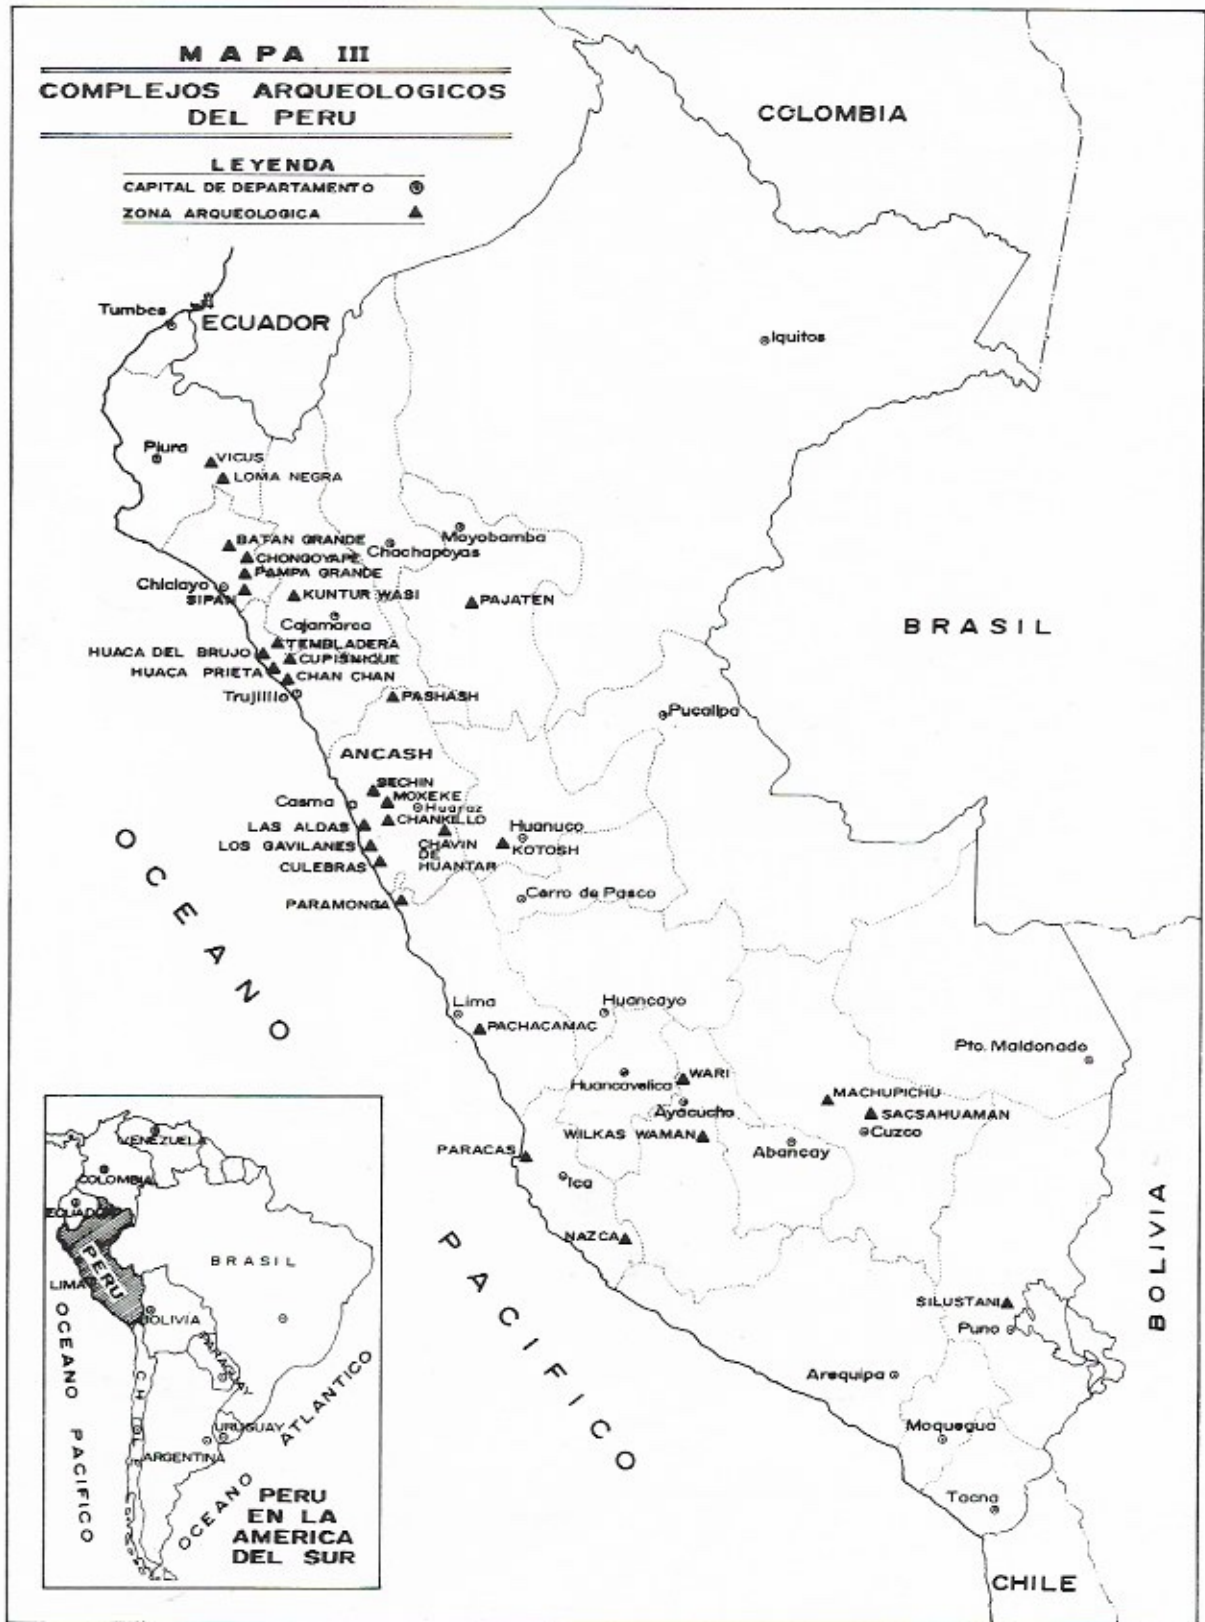 MAPA III
COMPLEJOS ARQUEOLOGICOS
DEL PERU
LEYENDA
CAPITAL DE DEPARTAMENTO
ZONA ARQUEOLOGICA
COLOMBIA
Tumbes
ECUADOR
Iquitos
Piura
VICUS
LOMA NEGRA
BATAN GRANDE
Moyobamba
Chachapoyas
CHONGOYAPE
PAMPA GRANDE
Chiclayo
SIPAN
KUNTUR WASI
PAJATEN
Cajamarca
BRASIL
TEMBLADERA
HUACA DEL BRUJO
CUPISNIQUE
HUACA PRIETA
CHAN CHAN
Trujillo
PASHASH
Pucallpa
ANCASH
SECHIN
MOXEKE
Casma
Huaraz
CHANKILLO
LAS ALDAS
Huanuco
LOS GAVILANES
CHAVIN
DE
HUANTAR
KOTOSH
CULEBRAS
Cerro de Pasco
PARAMONGA
OCEANO
Lima
Huancayo
PACHACAMAC
Pto. Maldonado
Huancavelica
WARI
MACHUPICHU
Ayacucho
SACSAHUAMAN
WILKAS WAMAN
Cuzco
PARACAS
Abancay
Ica
NAZCA
PACIFICO
BOLIVIA
SILUSTANI
Puno
Arequipa
Moquegua
Tacna
CHILE
VENEZUELA
COLOMBIA
ECUADOR
BRASIL
PERU
LIMA
BOLIVIA
PARAGUAY
CHILE
URUGUAY
ARGENTINA
OCEANO PACIFICO
OCEANO ATLANTICO
PERU
EN LA
AMERICA
DEL SUR